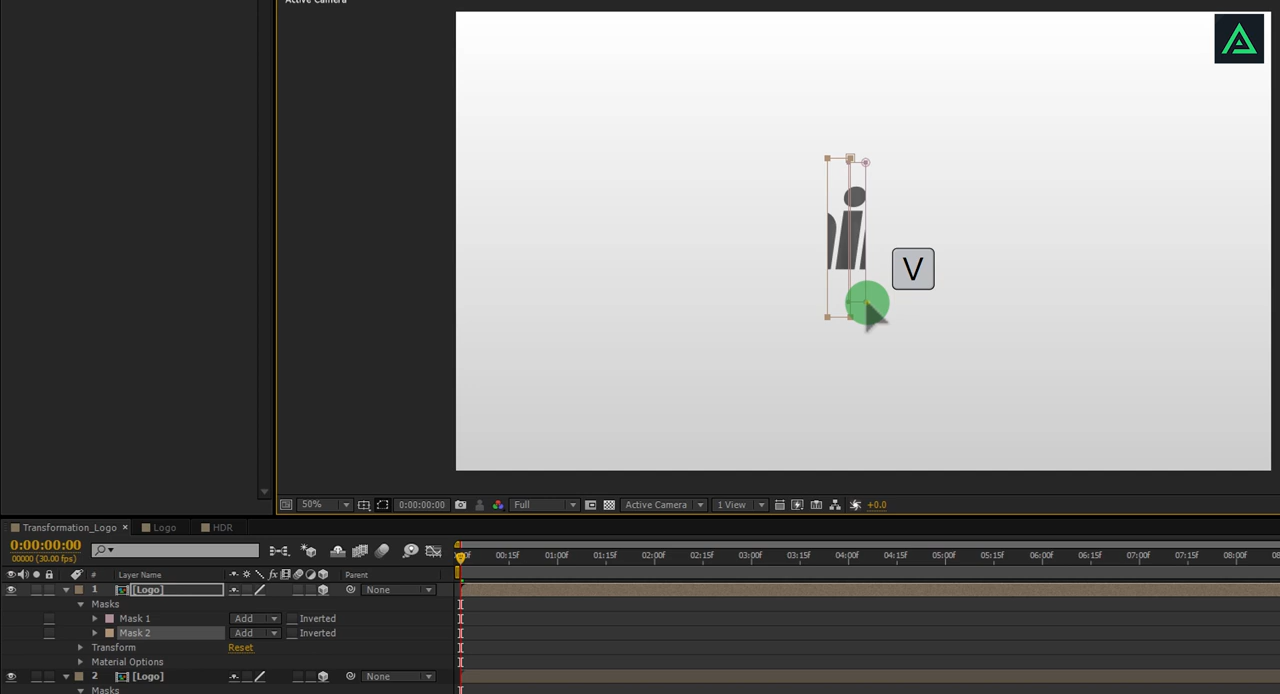 Active Camera
V
50%
0:00:00:00
Full
Active Camera
1 View
+0.0
Transformation_Logo × Logo HDR
0:00:00:00
00000 (30.00 fps)
00:15f 01:00f 01:15f 02:00f 02:15f 03:00f 03:15f 04:00f 04:15f 05:00f 05:15f 06:00f 06:15f 07:00f 07:15f 08:00f
# Layer Name fx Parent
1 [Logo] None
Masks
Mask 1 Add Inverted
Mask 2 Add Inverted
Transform Reset
Material Options
2 [Logo] None
Masks